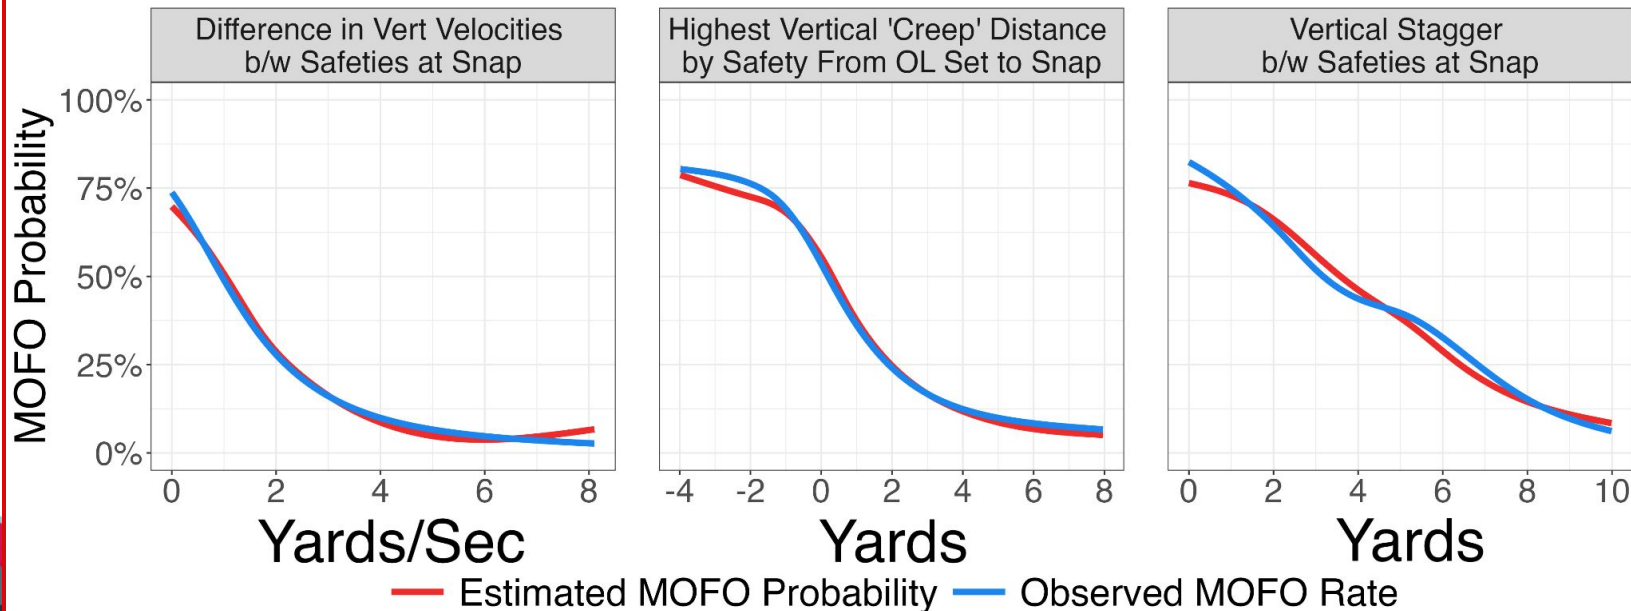 Difference in Vert Velocities
b/w Safeties at Snap
Highest Vertical 'Creep' Distance
by Safety From OL Set to Snap
Vertical Stagger
b/w Safeties at Snap
MOFO Probability
100%
75%
50%
25%
0%
0 2 4 6 8
-4 -2 0 2 4 6 8
0 2 4 6 8 10
Yards/Sec
Yards
Yards
Estimated MOFO Probability
Observed MOFO Rate